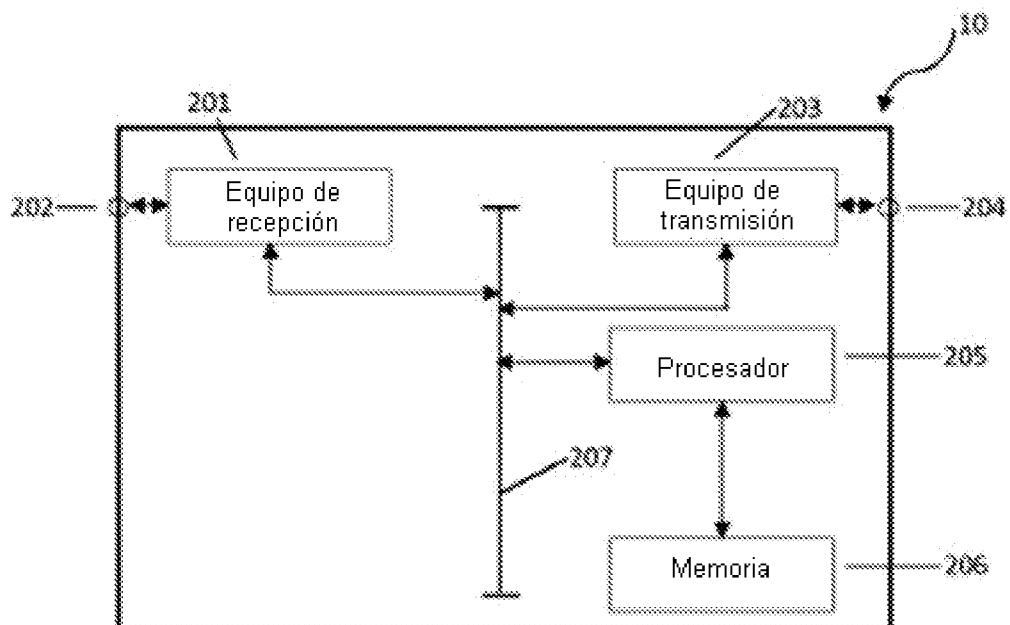 10
201
203
Equipo de
recepción
Equipo de
transmisión
202
204
Procesador
205
207
Memoria
206